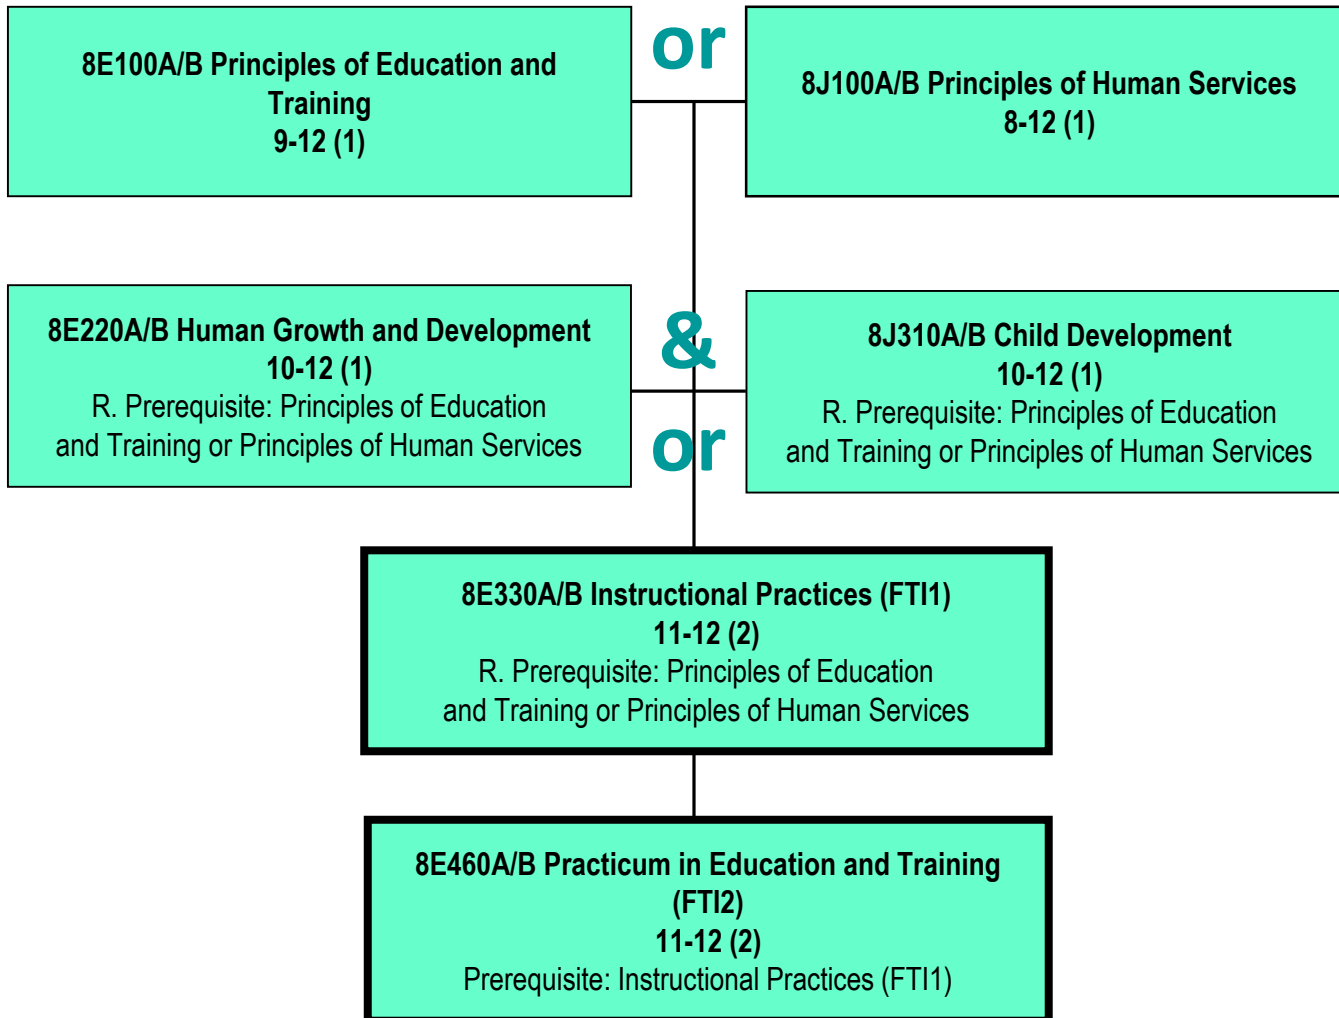 8E100A/B Principles of Education and
Training
9-12 (1)
or
8J100A/B Principles of Human Services
8-12 (1)
8E220A/B Human Growth and Development
10-12 (1)
R. Prerequisite: Principles of Education
and Training or Principles of Human Services
&
or
8J310A/B Child Development
10-12 (1)
R. Prerequisite: Principles of Education
and Training or Principles of Human Services
8E330A/B Instructional Practices (FTI1)
11-12 (2)
R. Prerequisite: Principles of Education
and Training or Principles of Human Services
8E460A/B Practicum in Education and Training
(FTI2)
11-12 (2)
Prerequisite: Instructional Practices (FTI1)